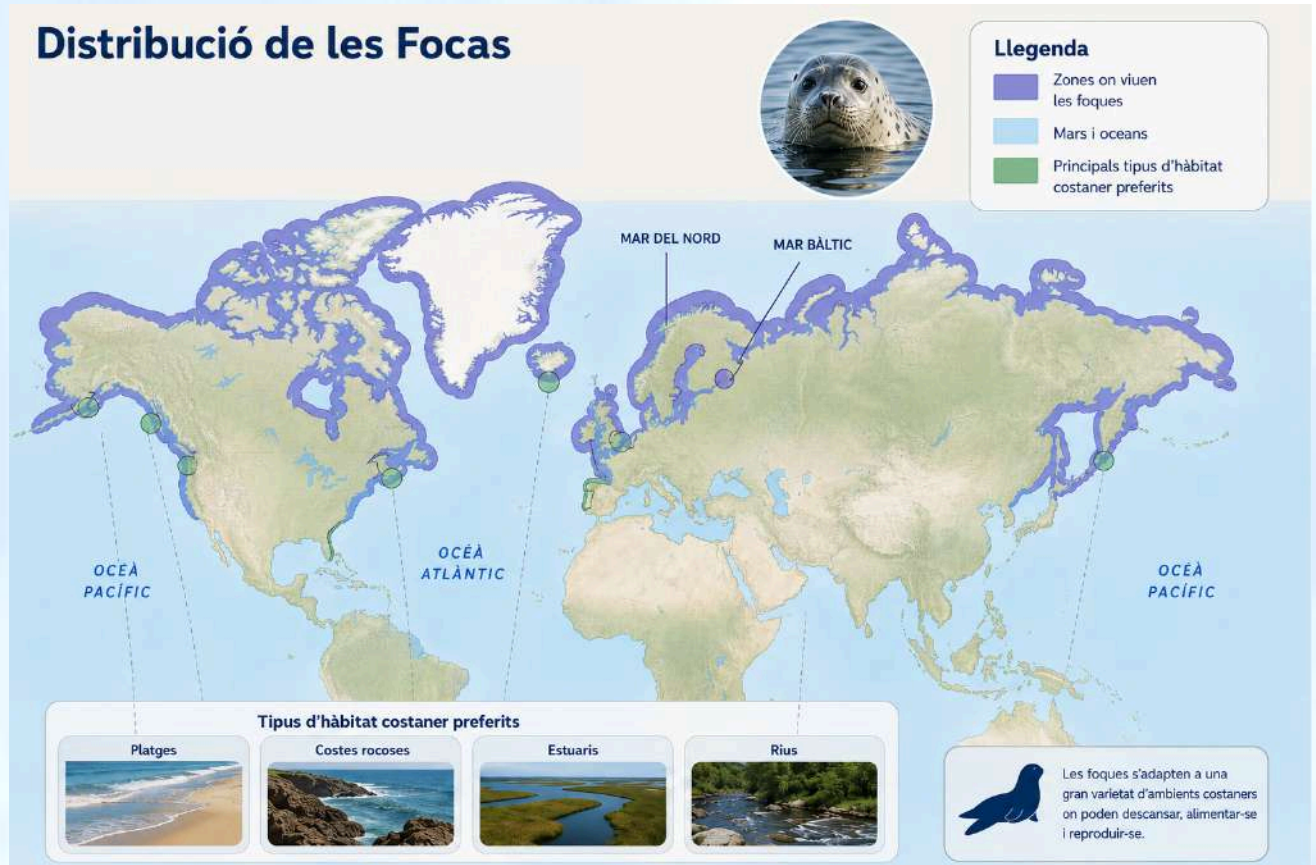 Distribució de les Focas
Llegenda
Zones on viuen
les foques
Mars i oceans
Principals tipus d'hàbitat
costaner preferits
MAR DEL NORD
MAR BÀLTIC
OCEÀ
PACÍFIC
OCÉÀ
ATLÀNTIC
OCÉÀ
PACÍFIC
Tipus d'hàbitat costaner preferits
Platges
Costes rocoses
Estuaris
Rius
Les foques s'adapten a una
gran varietat d'ambients costaners
on poden descansar, alimentar-se
i reproduir-se.